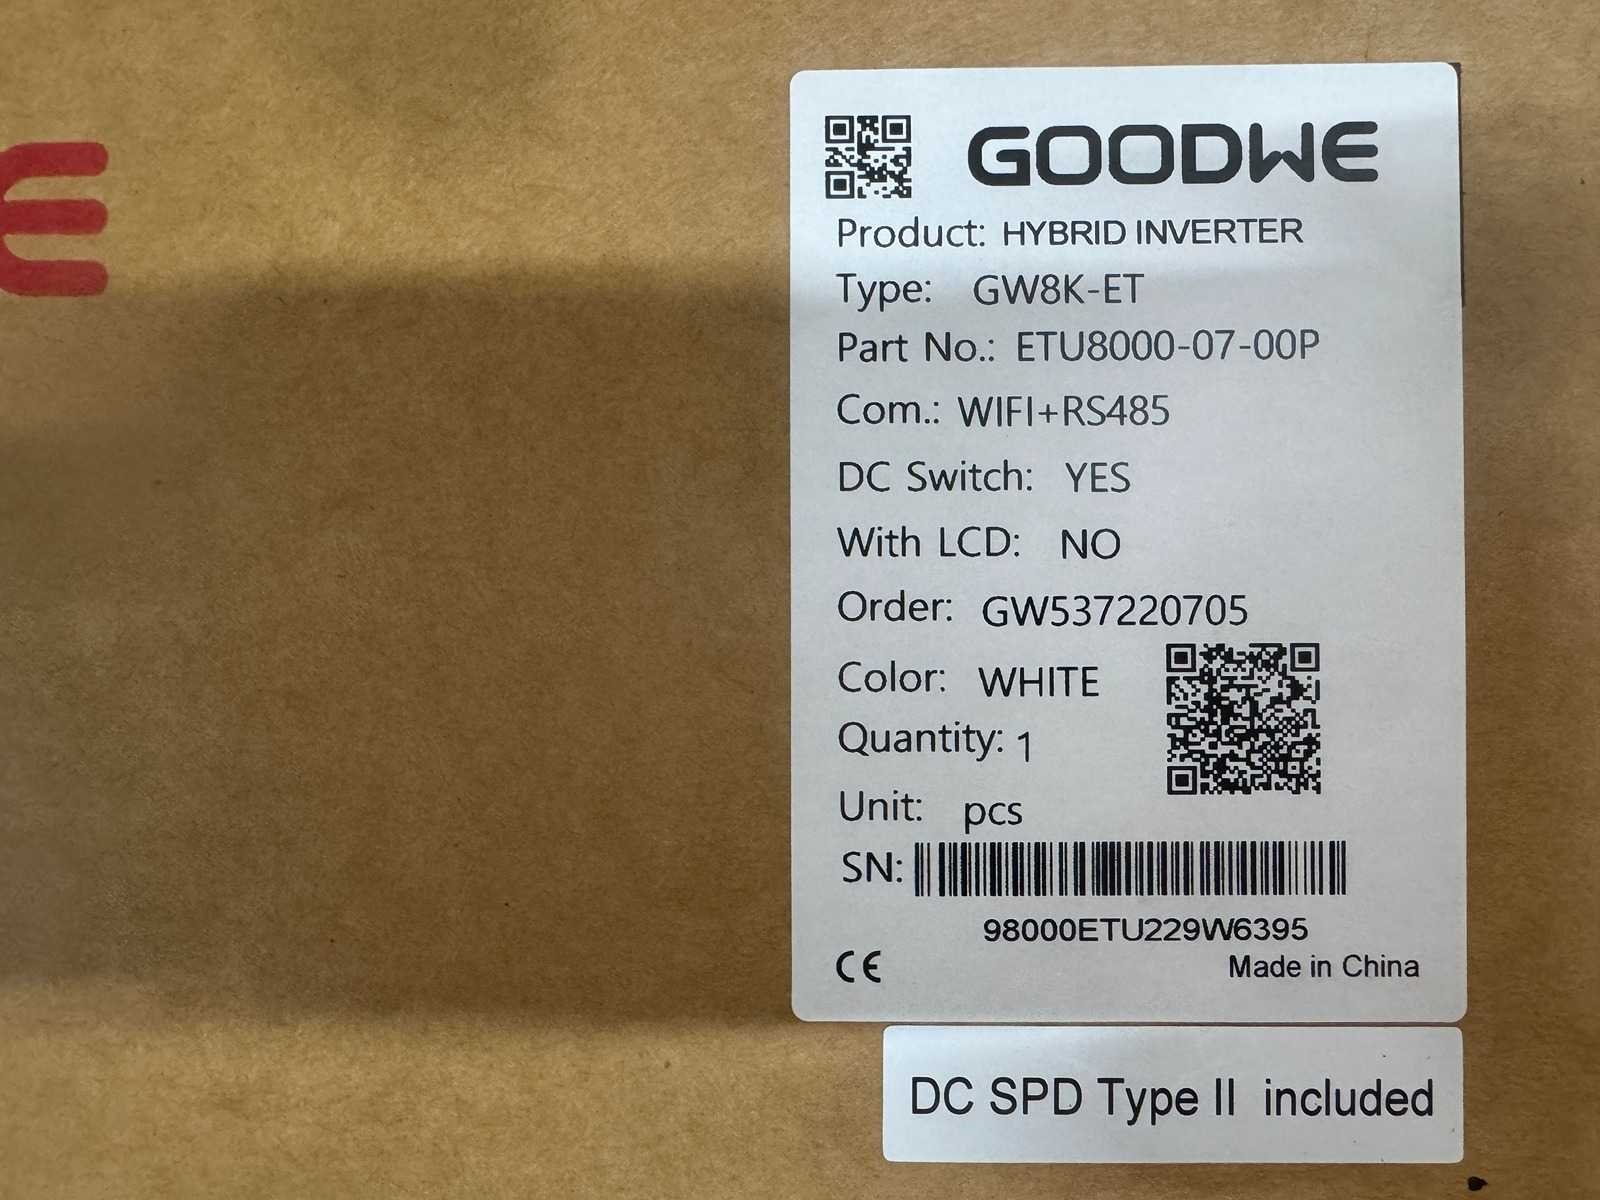 GOODWE
Product: HYBRID INVERTER
Type: GW8K-ET
Part No.: ETU8000-07-00P
Com.: WIFI+RS485
DC Switch: YES
With LCD: NO
Order: GW537220705
Color: WHITE
Quantity: 1
Unit: pcs
SN:
98000ETU229W6395
CE
Made in China
DC SPD Type II included
E